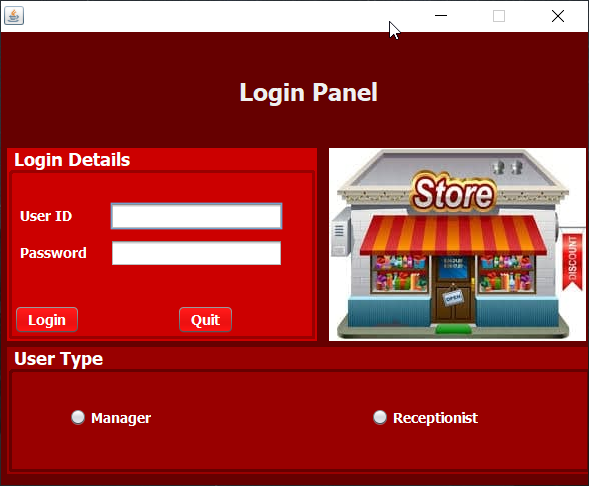 Login Panel
Login Details
User ID
Password
Login
Quit
Store
OPEN
DISCOUNT
User Type
Manager
Receptionist